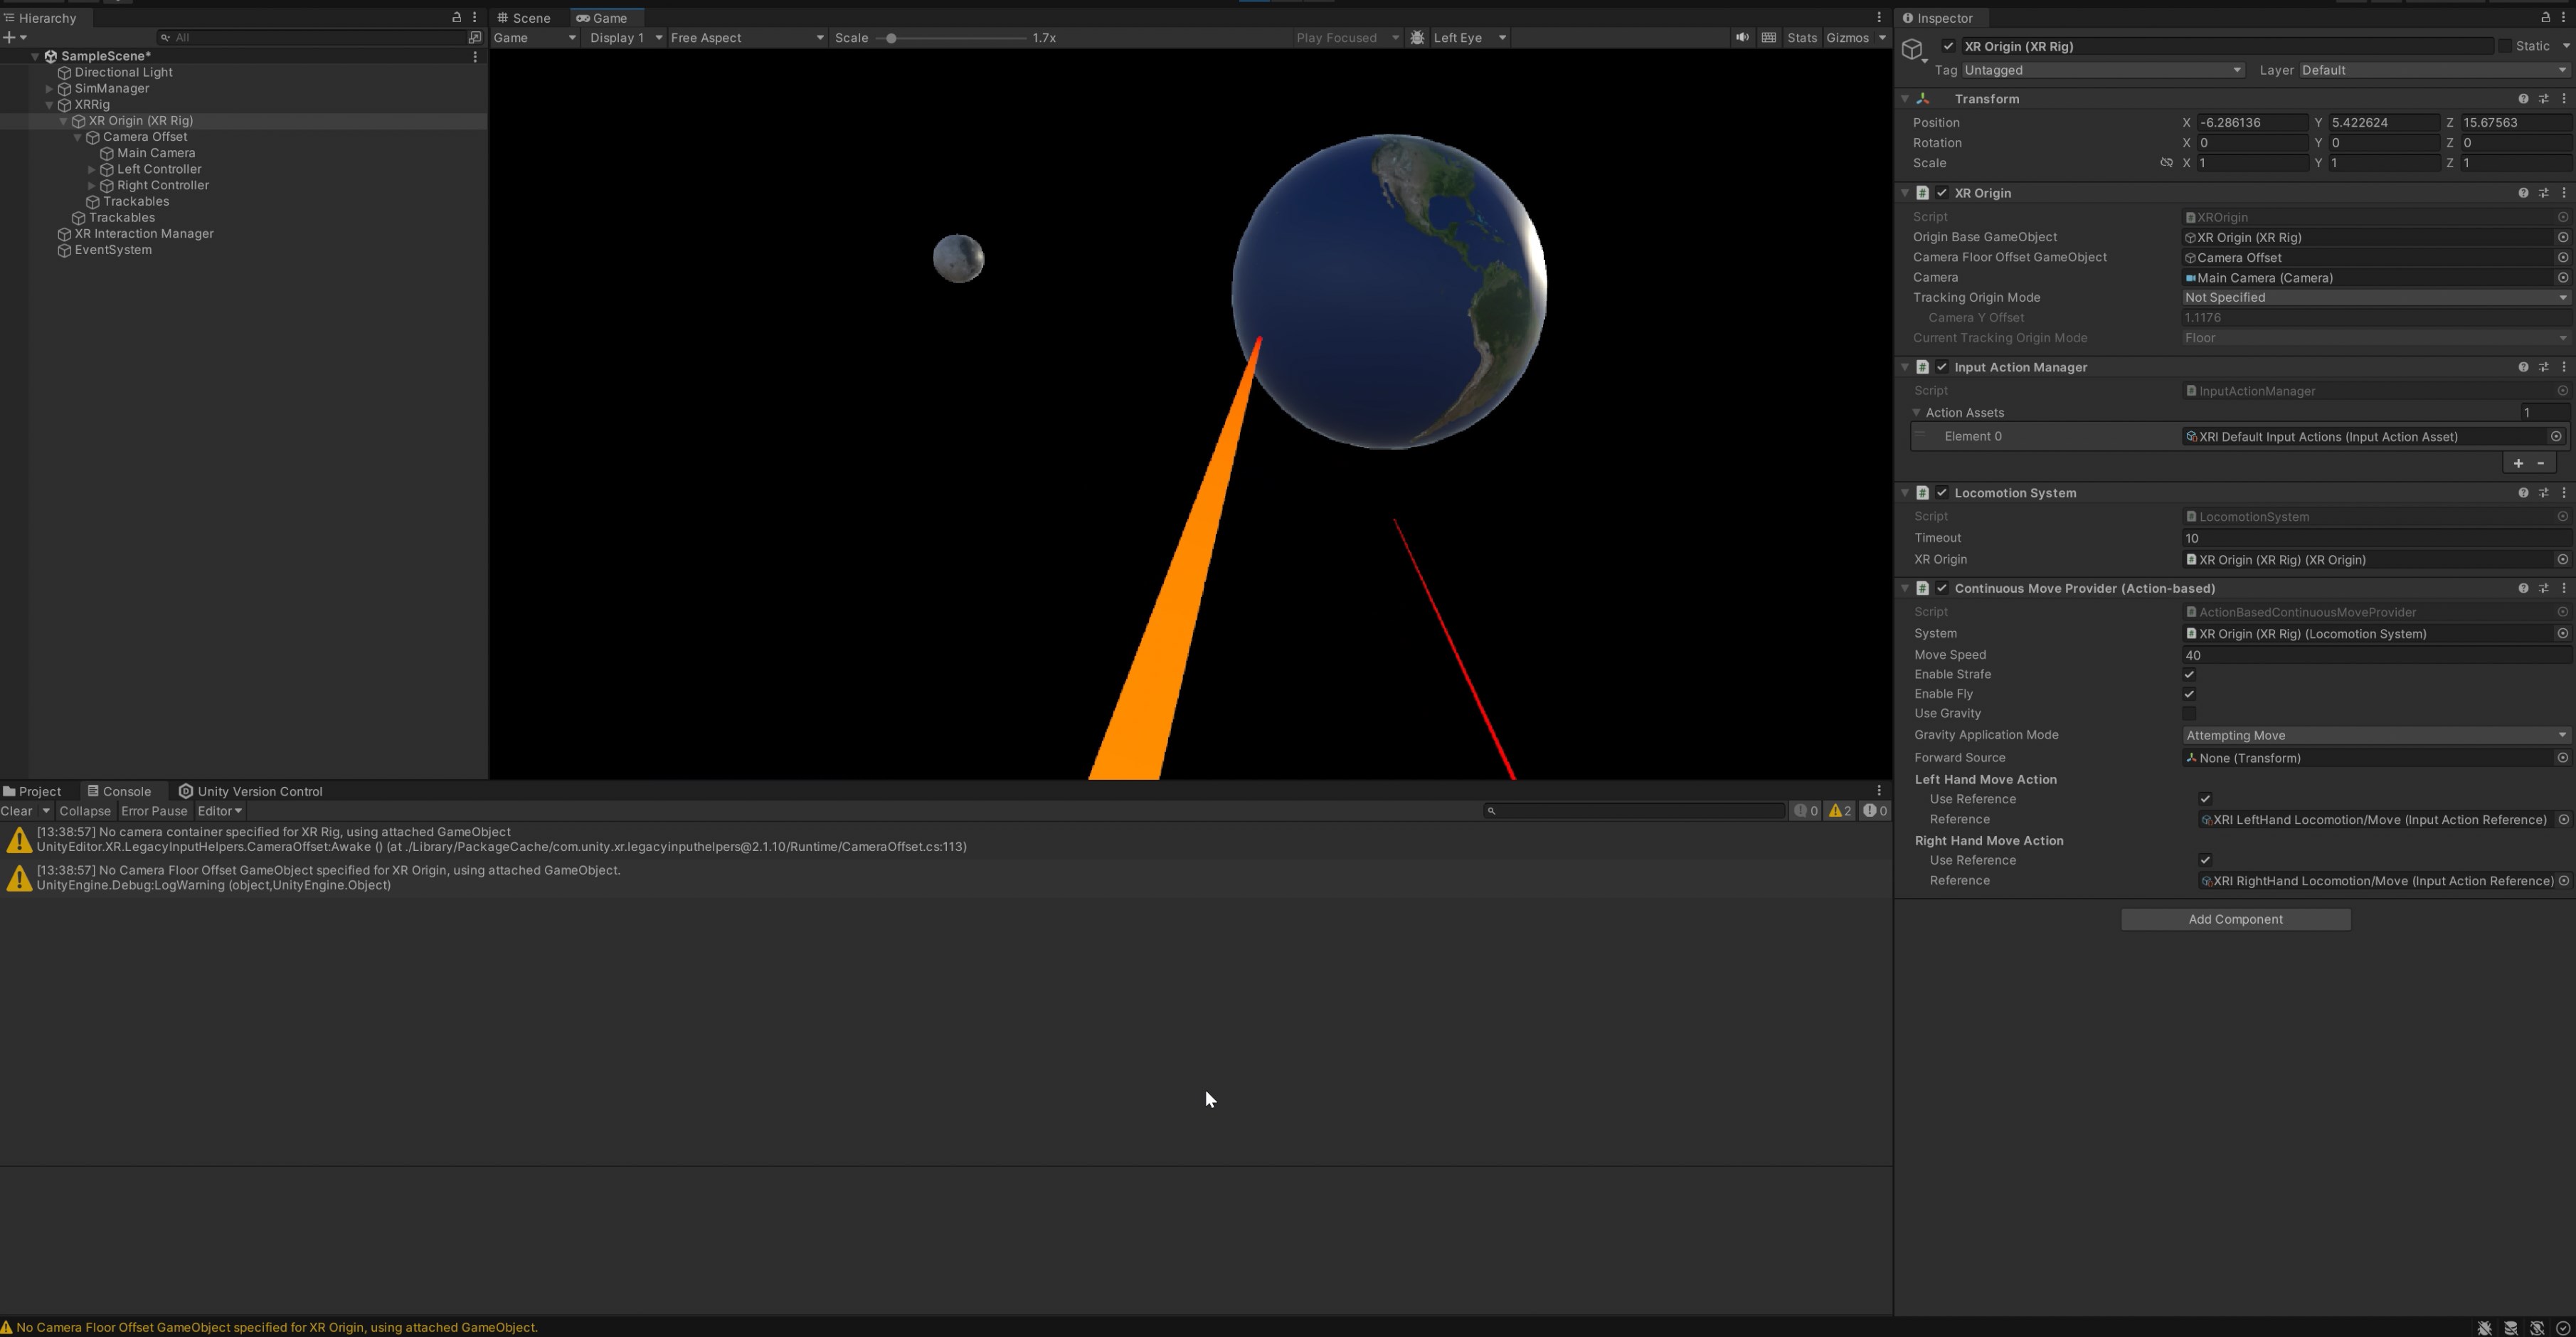 Hierarchy
All
SampleScene*
Directional Light
SimManager
XRRig
XR Origin (XR Rig)
Camera Offset
Main Camera
Left Controller
Right Controller
Trackables
Trackables
XR Interaction Manager
EventSystem
Scene Game
Game Display 1 Free Aspect Scale 1.7x Play Focused Left Eye Stats Gizmos
Project Console Unity Version Control
Clear Collapse Error Pause Editor 0 2 0
[13:38:57] No camera container specified for XR Rig, using attached GameObject
UnityEditor.XR.LegacyInputHelpers.CameraOffset:Awake () (at ./Library/PackageCache/com.unity.xr.legacyinputhelpers@2.1.10/Runtime/CameraOffset.cs:113)
[13:38:57] No Camera Floor Offset GameObject specified for XR Origin, using attached GameObject.
UnityEngine.Debug:LogWarning (object,UnityEngine.Object)
No Camera Floor Offset GameObject specified for XR Origin, using attached GameObject.
Inspector
XR Origin (XR Rig) Static
Tag Untagged Layer Default
Transform
Position X -6.286136 Y 5.422624 Z 15.67563
Rotation X 0 Y 0 Z 0
Scale X 1 Y 1 Z 1
XR Origin
Script XROrigin
Origin Base GameObject XR Origin (XR Rig)
Camera Floor Offset GameObject Camera Offset
Camera Main Camera (Camera)
Tracking Origin Mode Not Specified
Camera Y Offset 1.1176
Current Tracking Origin Mode Floor
Input Action Manager
Script InputActionManager
Action Assets 1
Element 0 XRI Default Input Actions (Input Action Asset)
+ -
Locomotion System
Script LocomotionSystem
Timeout 10
XR Origin XR Origin (XR Rig) (XR Origin)
Continuous Move Provider (Action-based)
Script ActionBasedContinuousMoveProvider
System XR Origin (XR Rig) (Locomotion System)
Move Speed 40
Enable Strafe
Enable Fly
Use Gravity
Gravity Application Mode Attempting Move
Forward Source None (Transform)
Left Hand Move Action
Use Reference
Reference XRI LeftHand Locomotion/Move (Input Action Reference)
Right Hand Move Action
Use Reference
Reference XRI RightHand Locomotion/Move (Input Action Reference)
Add Component